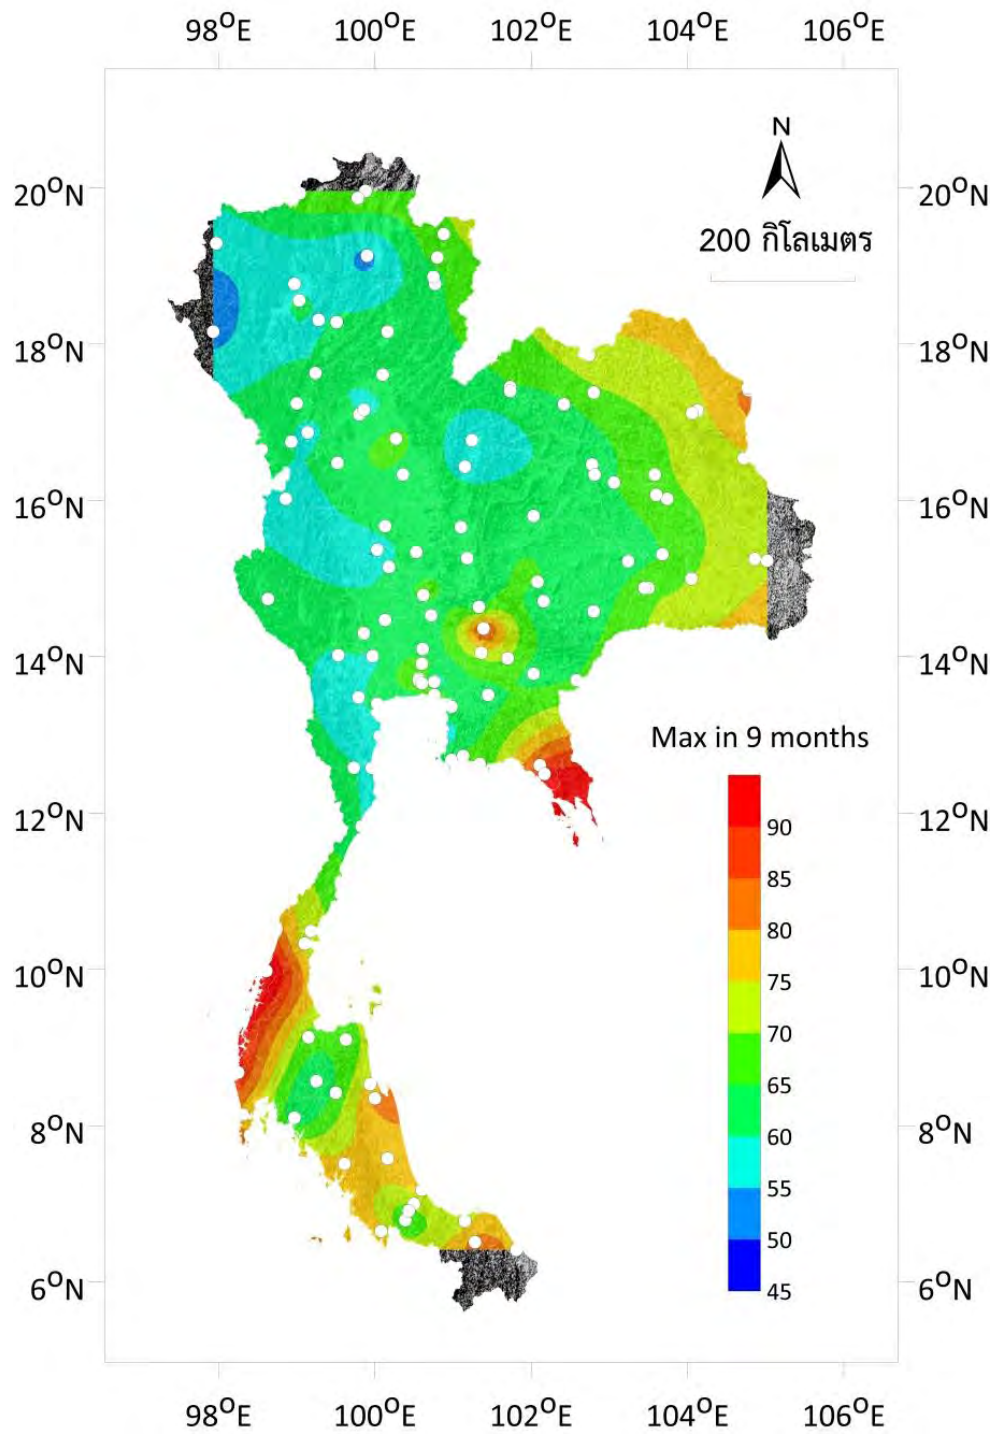 98°E 100°E 102°E 104°E 106°E
N
20°N 20°N
200 กิโลเมตร
18°N 18°N
16°N 16°N
14°N 14°N
Max in 9 months
12°N 12°N
90
85
80
10°N 10°N
75
70
65
8°N 8°N
60
55
50
6°N 6°N
45
98°E 100°E 102°E 104°E 106°E